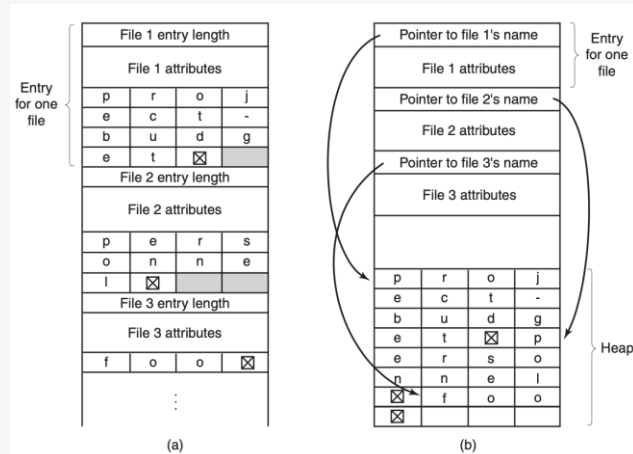 File 1 entry length
File 1 attributes
Entry
for one
file
p r o j
e c t -
b u d g
e t ☒
File 2 entry length
File 2 attributes
p e r s
o n n e
l ☒
File 3 entry length
File 3 attributes
f o o ☒
⋮
(a)
Pointer to file 1's name
File 1 attributes
Entry
for one
file
Pointer to file 2's name
File 2 attributes
Pointer to file 3's name
File 3 attributes
p r o j
e c t -
b u d g
e t ☒ p
e r s o
n n e l
☒ f o o
☒
Heap
(b)